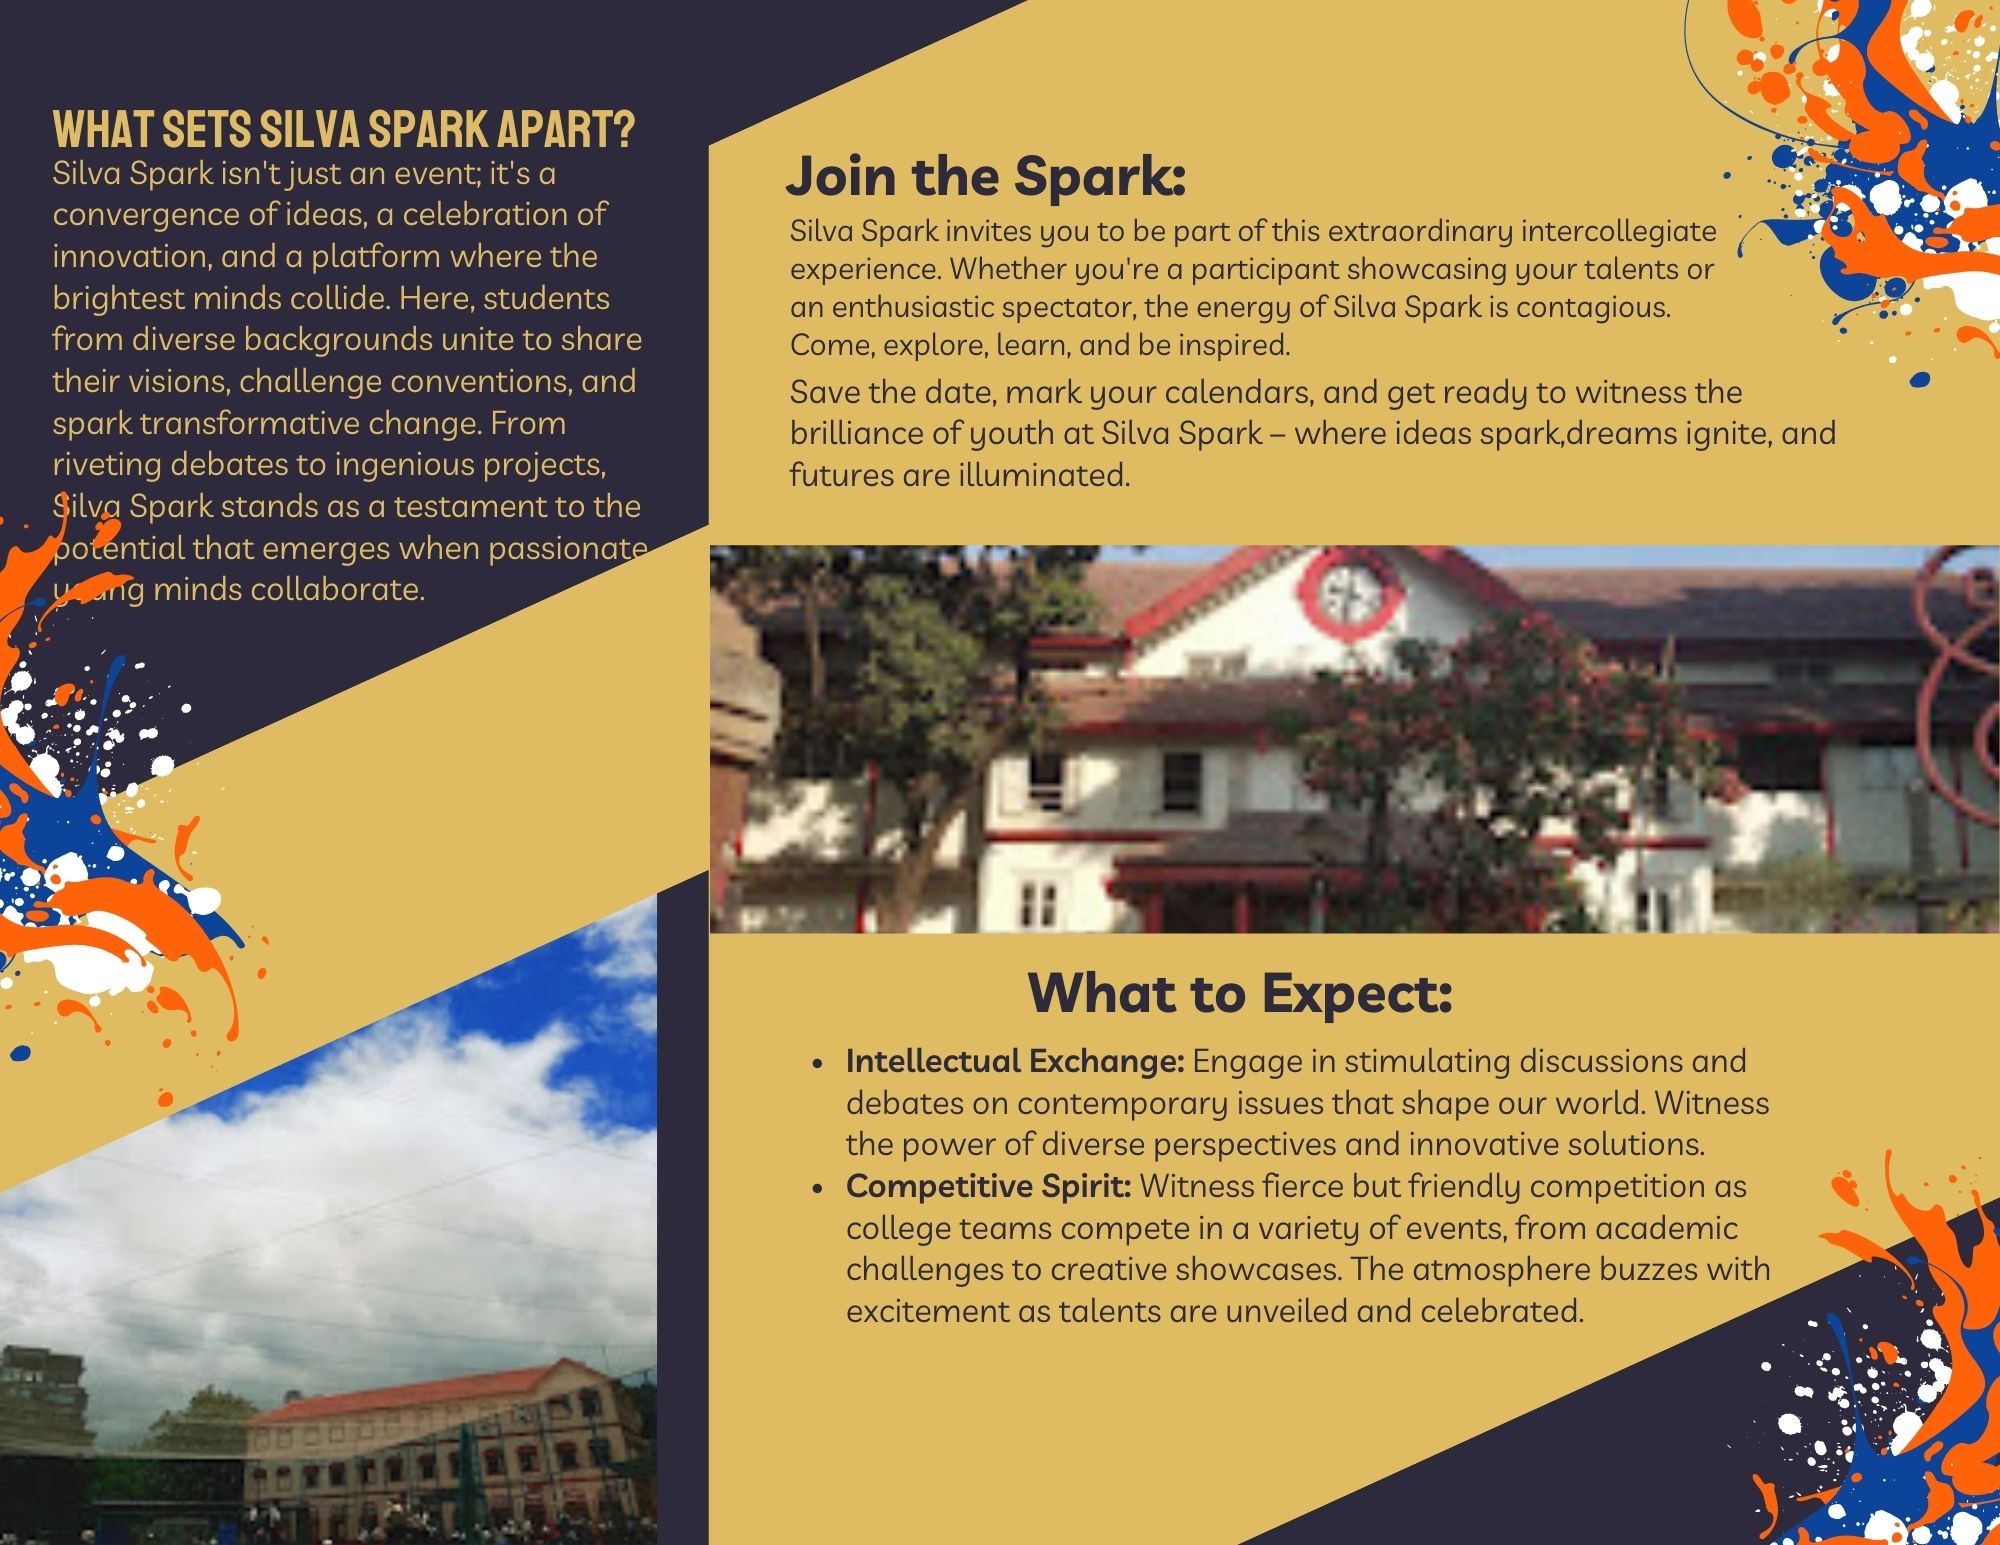 WHAT SETS SILVA SPARK APART?
Silva Spark isn't just an event; it's a
convergence of ideas, a celebration of
innovation, and a platform where the
brightest minds collide. Here, students
from diverse backgrounds unite to share
their visions, challenge conventions, and
spark transformative change. From
riveting debates to ingenious projects,
Silva Spark stands as a testament to the
potential that emerges when passionate
young minds collaborate.
Join the Spark:
Silva Spark invites you to be part of this extraordinary intercollegiate
experience. Whether you're a participant showcasing your talents or
an enthusiastic spectator, the energy of Silva Spark is contagious.
Come, explore, learn, and be inspired.
Save the date, mark your calendars, and get ready to witness the
brilliance of youth at Silva Spark – where ideas spark,dreams ignite, and
futures are illuminated.
What to Expect:
• Intellectual Exchange: Engage in stimulating discussions and
debates on contemporary issues that shape our world. Witness
the power of diverse perspectives and innovative solutions.
• Competitive Spirit: Witness fierce but friendly competition as
college teams compete in a variety of events, from academic
challenges to creative showcases. The atmosphere buzzes with
excitement as talents are unveiled and celebrated.